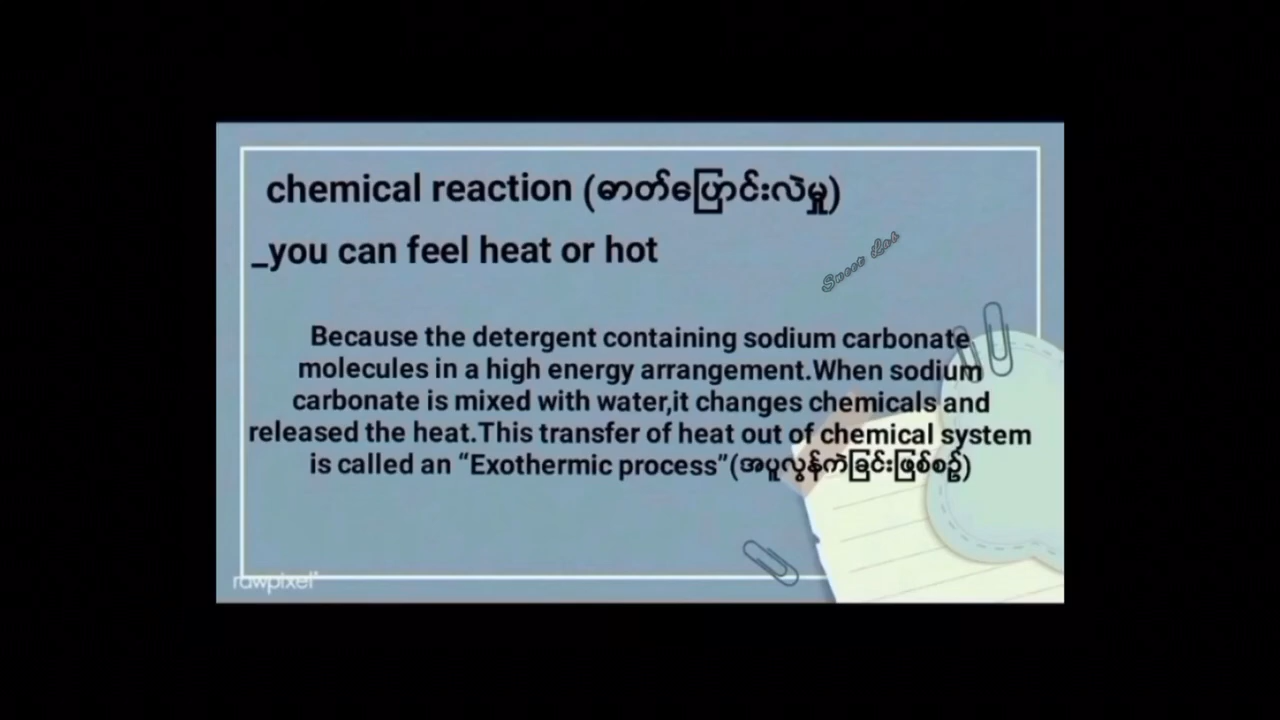 chemical reaction (ဓာတ်ပြောင်းလဲမှု)
_you can feel heat or hot
Sweet Lab
Because the detergent containing sodium carbonate
molecules in a high energy arrangement.When sodium
carbonate is mixed with water,it changes chemicals and
released the heat.This transfer of heat out of chemical system
is called an “Exothermic process”(အပူလွန်ကဲခြင်းဖြစ်စဥ်)
rawpixel